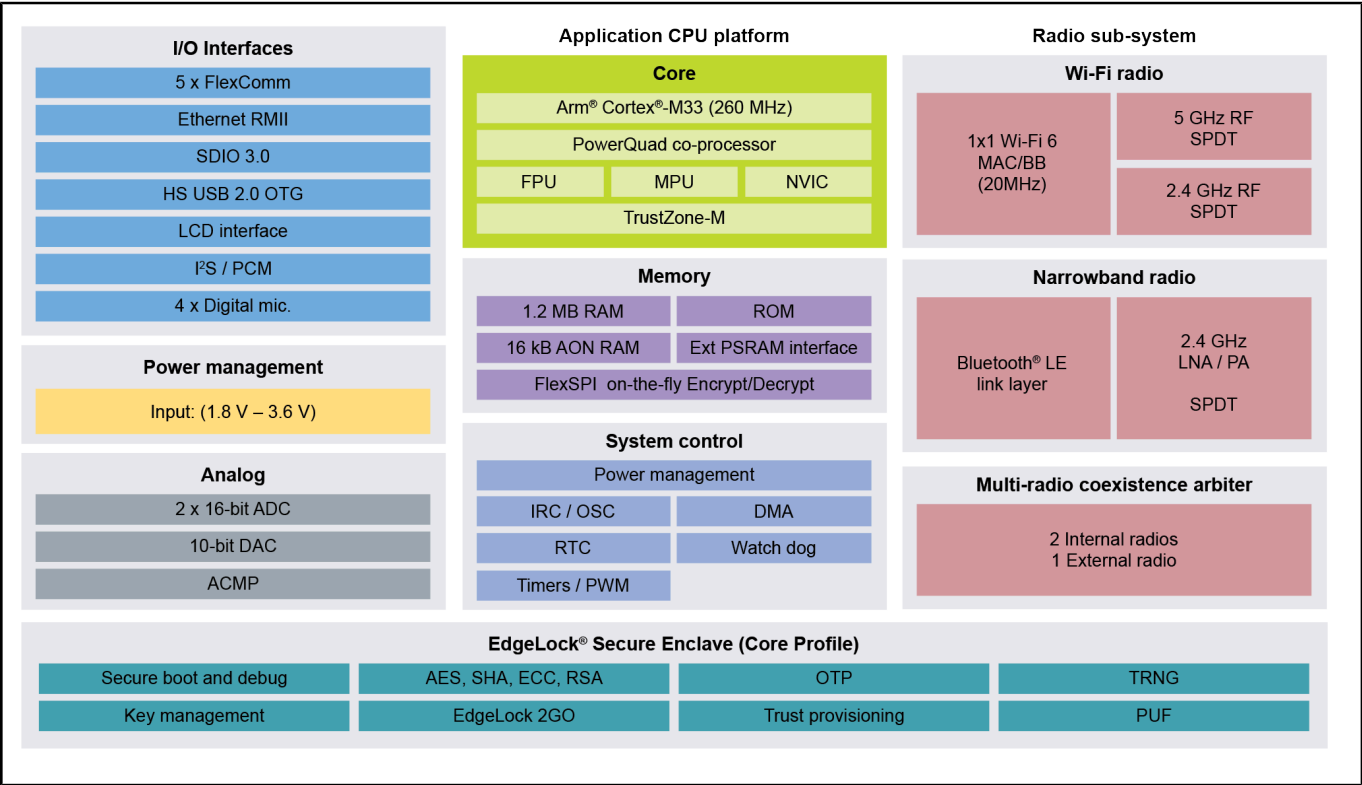 I/O Interfaces
5 x FlexComm
Ethernet RMII
SDIO 3.0
HS USB 2.0 OTG
LCD interface
I²S / PCM
4 x Digital mic.
Power management
Input: (1.8 V – 3.6 V)
Analog
2 x 16-bit ADC
10-bit DAC
ACMP
Application CPU platform
Core
Arm® Cortex®-M33 (260 MHz)
PowerQuad co-processor
FPU
MPU
NVIC
TrustZone-M
Memory
1.2 MB RAM
ROM
16 kB AON RAM
Ext PSRAM interface
FlexSPI on-the-fly Encrypt/Decrypt
System control
Power management
IRC / OSC
DMA
RTC
Watch dog
Timers / PWM
Radio sub-system
Wi-Fi radio
1x1 Wi-Fi 6
MAC/BB
(20MHz)
5 GHz RF
SPDT
2.4 GHz RF
SPDT
Narrowband radio
Bluetooth® LE
link layer
2.4 GHz
LNA / PA
SPDT
Multi-radio coexistence arbiter
2 Internal radios
1 External radio
EdgeLock® Secure Enclave (Core Profile)
Secure boot and debug
AES, SHA, ECC, RSA
OTP
TRNG
Key management
EdgeLock 2GO
Trust provisioning
PUF